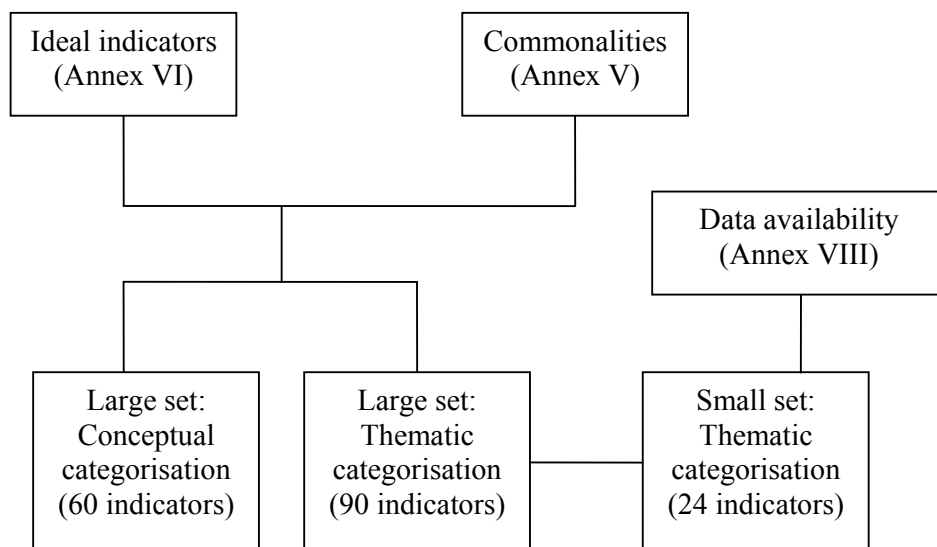 Ideal indicators
(Annex VI)
Commonalities
(Annex V)
Data availability
(Annex VIII)
Large set:
Conceptual
categorisation
(60 indicators)
Large set:
Thematic
categorisation
(90 indicators)
Small set:
Thematic
categorisation
(24 indicators)